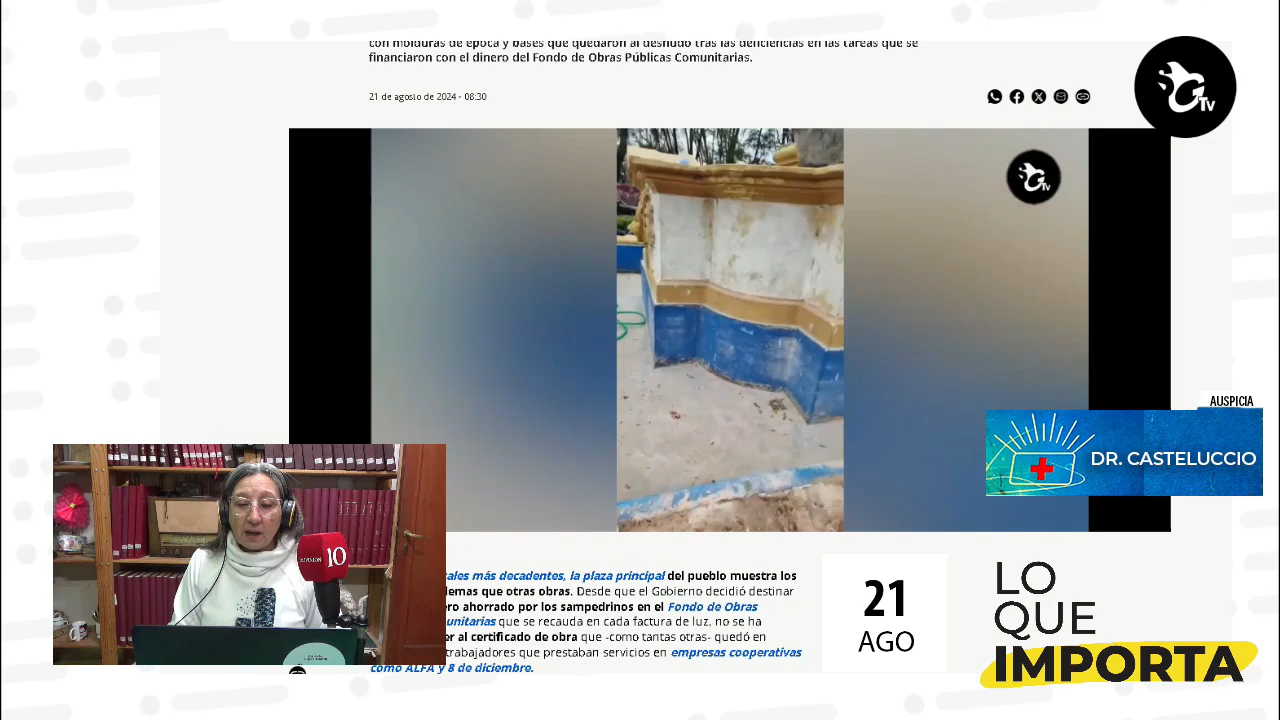 con molduras de época y bases que quedaron al desnudo tras las deficiencias en las tareas que se
financiaron con el dinero del Fondo de Obras Públicas Comunitarias.
21 de agosto de 2024 - 08:30
G TV
G TV
AUSPICIA
DR. CASTELUCCIO
10
ales más decadentes, la plaza principal del pueblo muestra los
lemas que otras obras. Desde que el Gobierno decidió destinar
ro ahorrado por los sampedrinos en el Fondo de Obras
unitarias que se recauda en cada factura de luz, no se ha
er al certificado de obra que -como tantas otras- quedó en
trabajadores que prestaban servicios en empresas cooperativas
como ALFA y 8 de diciembre.
21
AGO
LO
QUE
IMPORTA